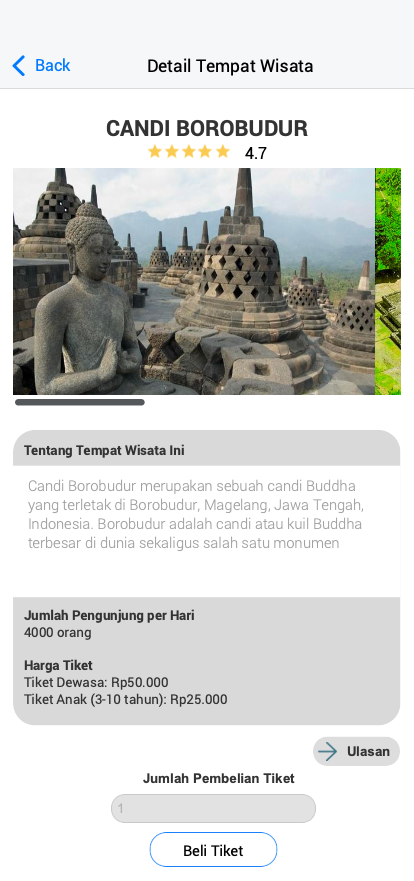 Back
Detail Tempat Wisata
CANDI BOROBUDUR
4.7
Tentang Tempat Wisata Ini
Candi Borobudur merupakan sebuah candi Buddha
yang terletak di Borobudur, Magelang, Jawa Tengah,
Indonesia. Borobudur adalah candi atau kuil Buddha
terbesar di dunia sekaligus salah satu monumen
Jumlah Pengunjung per Hari
4000 orang
Harga Tiket
Tiket Dewasa: Rp50.000
Tiket Anak (3-10 tahun): Rp25.000
Ulasan
Jumlah Pembelian Tiket
1
Beli Tiket